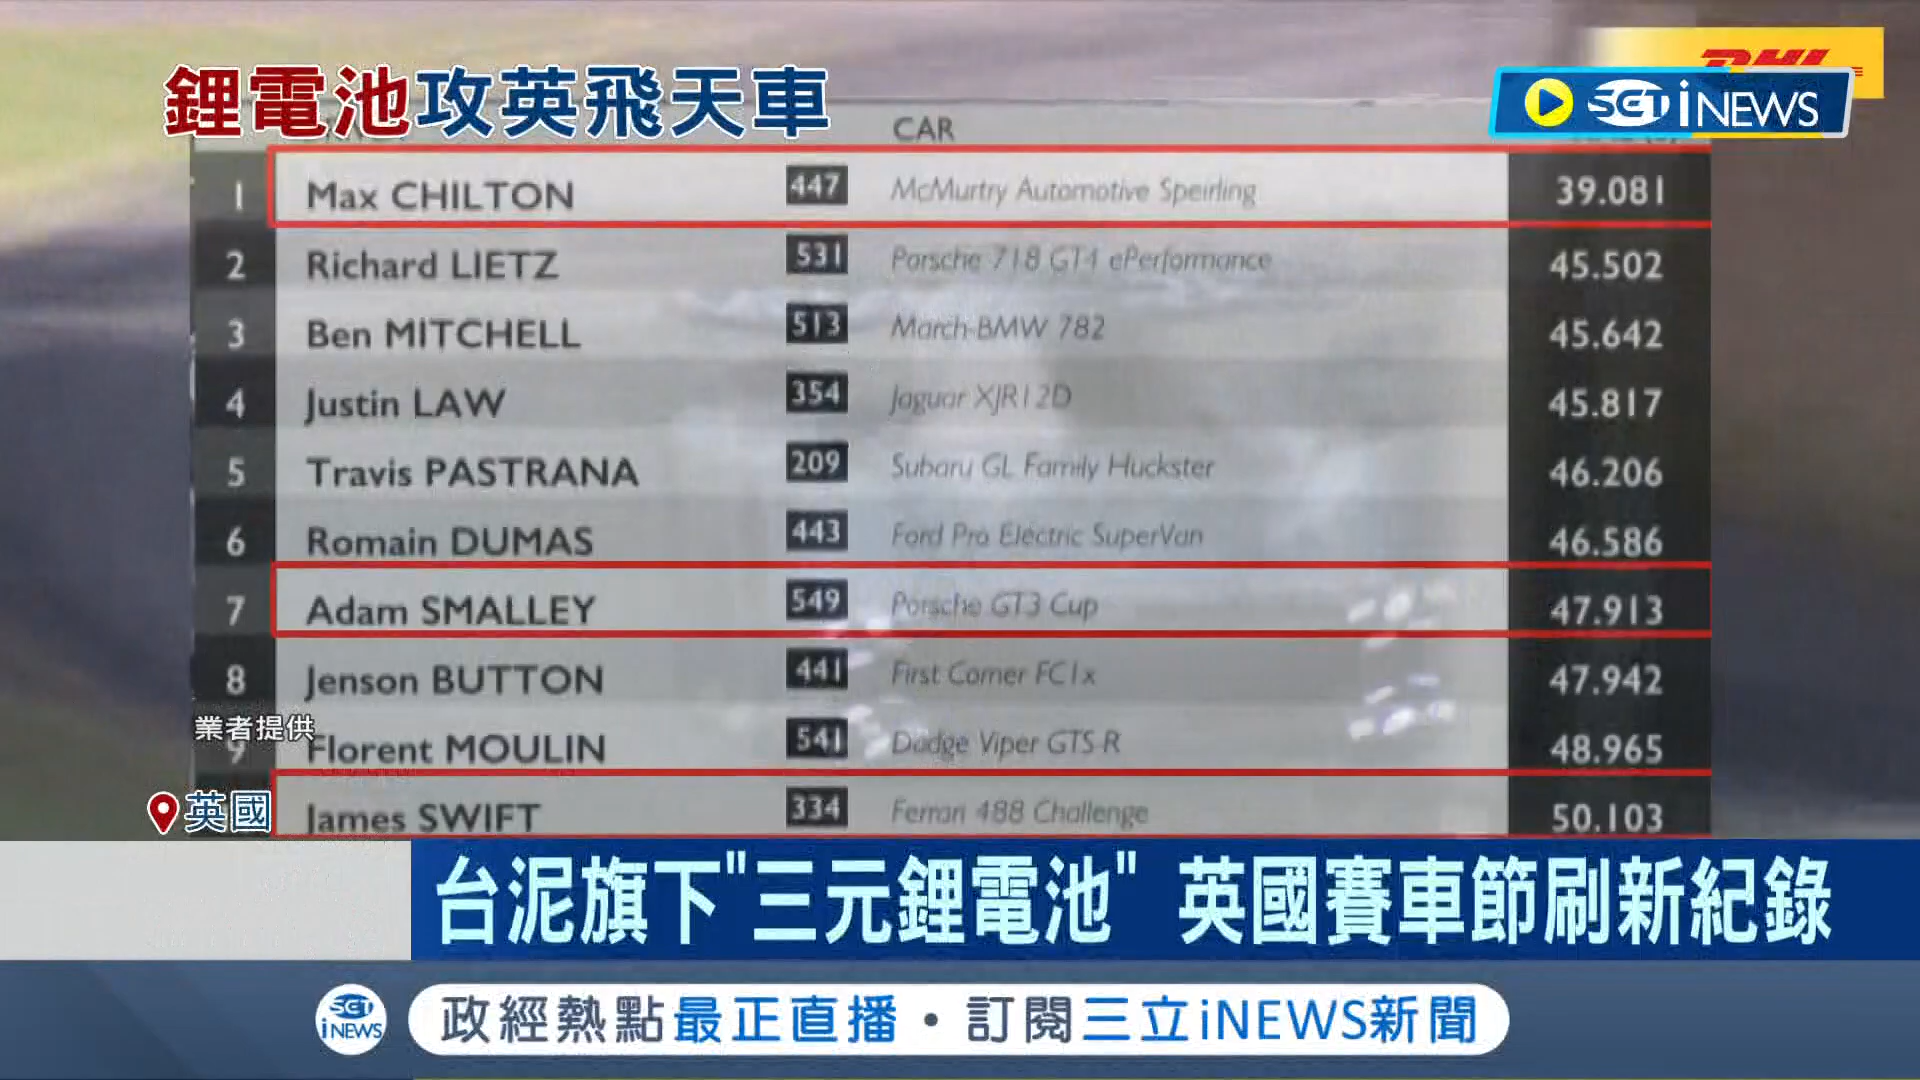 鋰電池攻英飛天車
DHL
SET iNEWS
CAR
1 Max CHILTON 447 McMurtry Automotive Speirling 39.081
2 Richard LIETZ 531 Porsche 718 GT4 ePerformance 45.502
3 Ben MITCHELL 513 March-BMW 782 45.642
4 Justin LAW 354 Jaguar XJR12D 45.817
5 Travis PASTRANA 209 Subaru GL Family Huckster 46.206
6 Romain DUMAS 443 Ford Pro Electric SuperVan 46.586
7 Adam SMALLEY 549 Porsche GT3 Cup 47.913
8 Jenson BUTTON 441 First Corner FC1x 47.942
業者提供
9 Florent MOULIN 541 Dodge Viper GTS-R 48.965
英國
James SWIFT 334 Ferrari 488 Challenge 50.103
台泥旗下"三元鋰電池" 英國賽車節刷新紀錄
SET iNEWS
政經熱點最正直播・訂閱三立iNEWS新聞